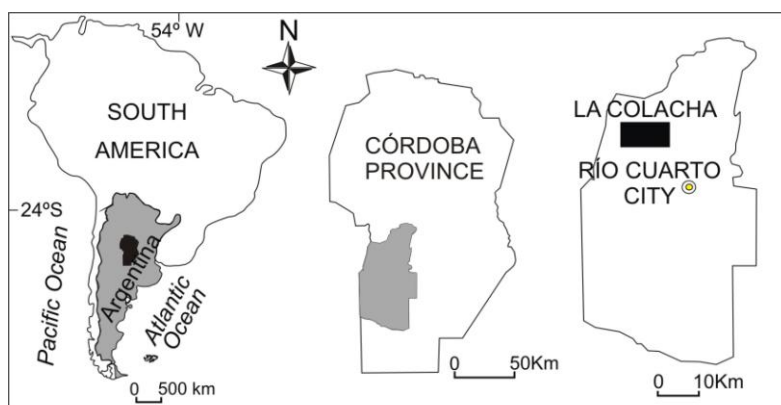 54º W
N
SOUTH
AMERICA
24ºS
Pacific Ocean
Argentina
Atlantic
Ocean
0 500 km
CÓRDOBA
PROVINCE
0 50Km
LA COLACHA
RÍO CUARTO
CITY
0 10Km